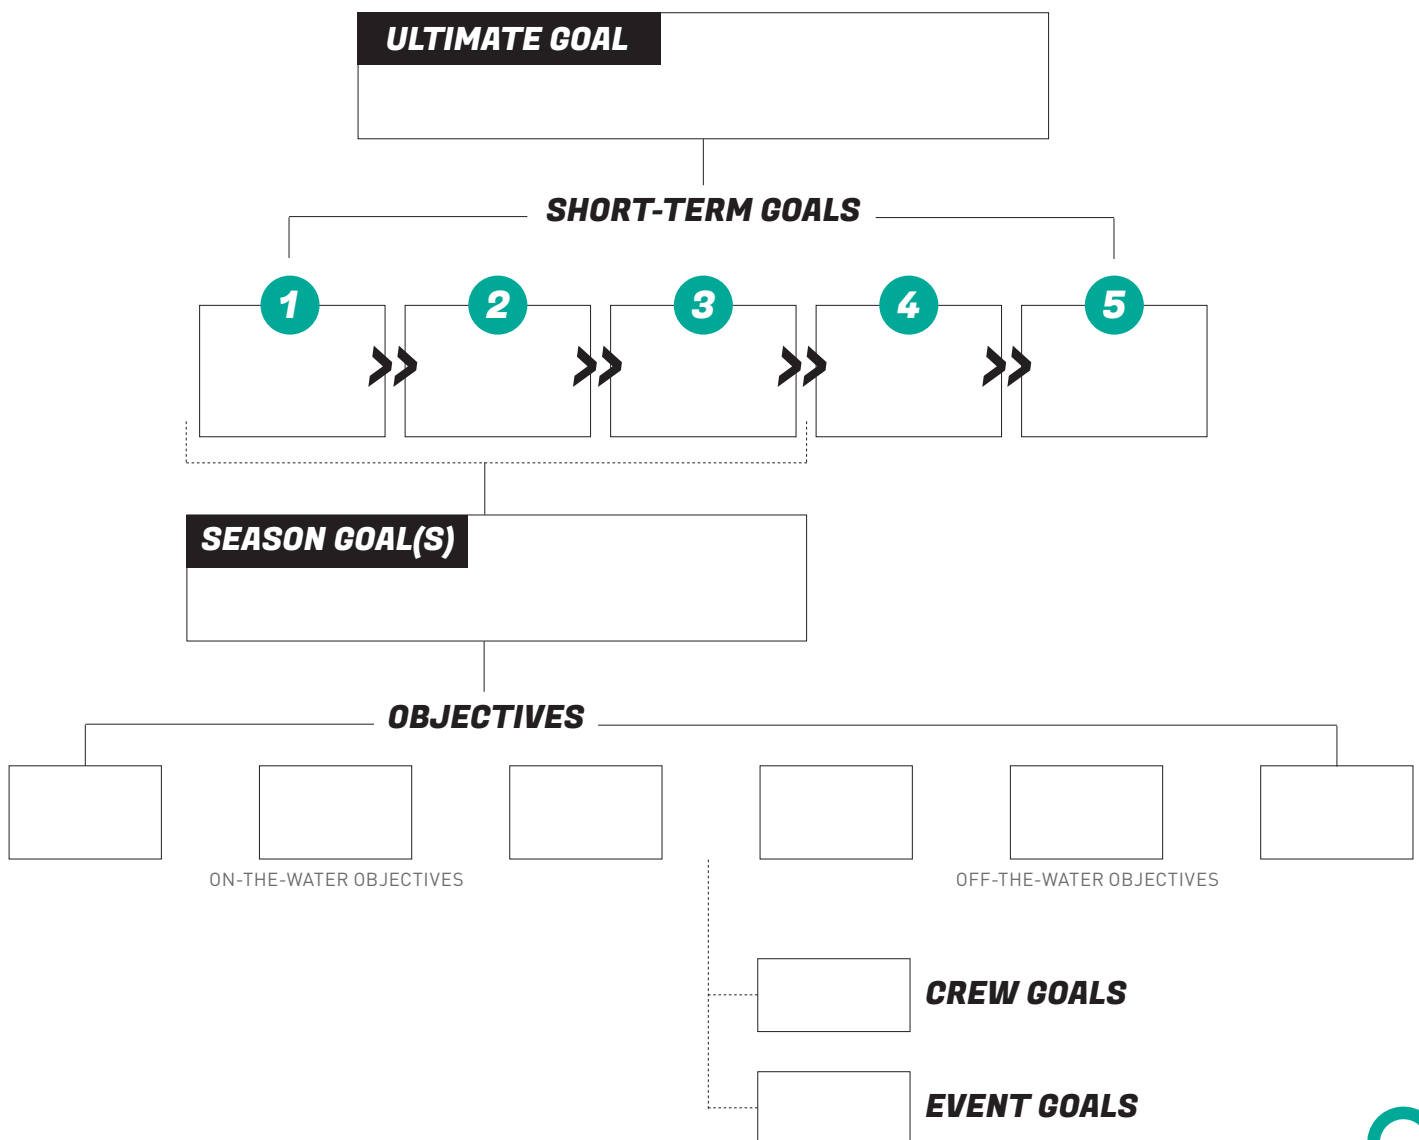 ULTIMATE GOAL
SHORT-TERM GOALS
1 2 3 4 5
SEASON GOAL(S)
OBJECTIVES
ON-THE-WATER OBJECTIVES
OFF-THE-WATER OBJECTIVES
CREW GOALS
EVENT GOALS